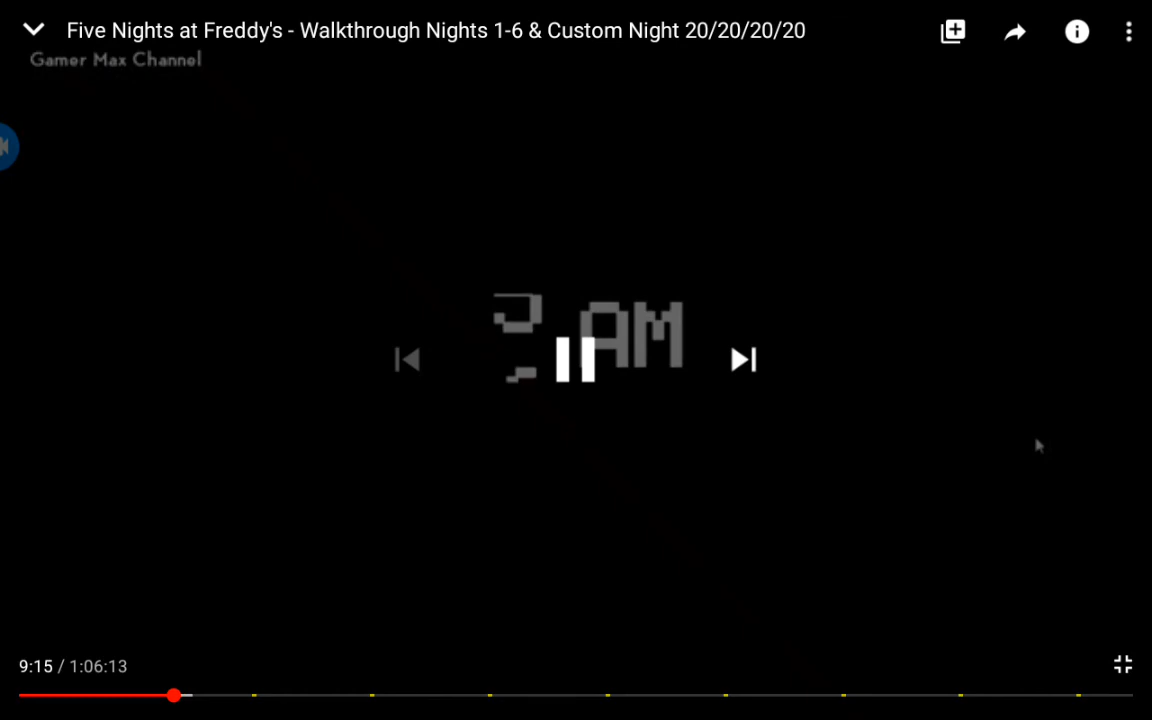 Five Nights at Freddy's - Walkthrough Nights 1-6 & Custom Night 20/20/20/20
Gamer Max Channel
AM
9:15 / 1:06:13